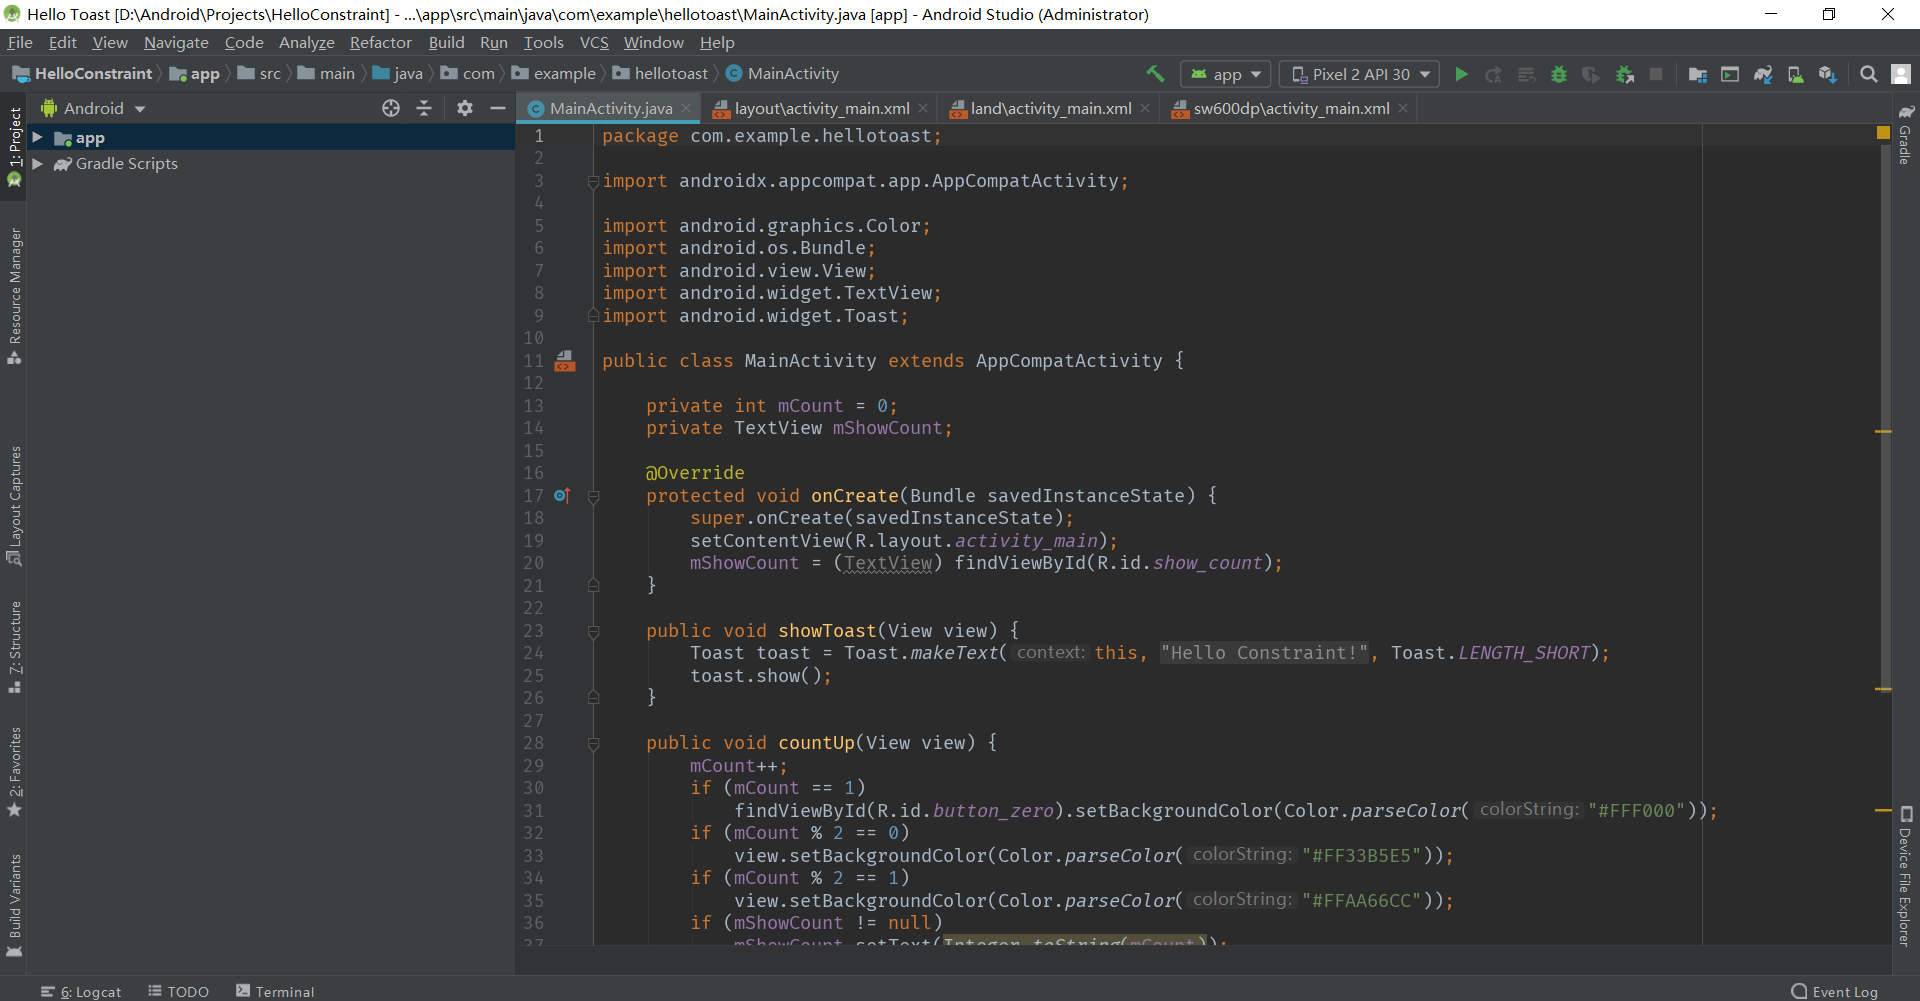 Hello Toast [D:\Android\Projects\HelloConstraint] - ...\app\src\main\java\com\example\hellotoast\MainActivity.java [app] - Android Studio (Administrator)
File Edit View Navigate Code Analyze Refactor Build Run Tools VCS Window Help
HelloConstraint app src main java com example hellotoast MainActivity app Pixel 2 API 30
Android
MainActivity.java layout\activity_main.xml land\activity_main.xml sw600dp\activity_main.xml
app
Gradle Scripts
1: Project
Resource Manager
Layout Captures
7: Structure
2: Favorites
Build Variants
1 package com.example.hellotoast;
2
3 import androidx.appcompat.app.AppCompatActivity;
4
5 import android.graphics.Color;
6 import android.os.Bundle;
7 import android.view.View;
8 import android.widget.TextView;
9 import android.widget.Toast;
10
11 public class MainActivity extends AppCompatActivity {
12
13 private int mCount = 0;
14 private TextView mShowCount;
15
16 @Override
17 protected void onCreate(Bundle savedInstanceState) {
18 super.onCreate(savedInstanceState);
19 setContentView(R.layout.activity_main);
20 mShowCount = (TextView) findViewById(R.id.show_count);
21 }
22
23 public void showToast(View view) {
24 Toast toast = Toast.makeText( context: this, "Hello Constraint!", Toast.LENGTH_SHORT);
25 toast.show();
26 }
27
28 public void countUp(View view) {
29 mCount++;
30 if (mCount == 1)
31 findViewById(R.id.button_zero).setBackgroundColor(Color.parseColor( colorString: "#FFF000"));
32 if (mCount % 2 == 0)
33 view.setBackgroundColor(Color.parseColor( colorString: "#FF33B5E5"));
34 if (mCount % 2 == 1)
35 view.setBackgroundColor(Color.parseColor( colorString: "#FFAA66CC"));
36 if (mShowCount != null)
37 mShowCount.setText(Integer.toString(mCount));
Gradle
Device File Explorer
6: Logcat TODO Terminal Event Log